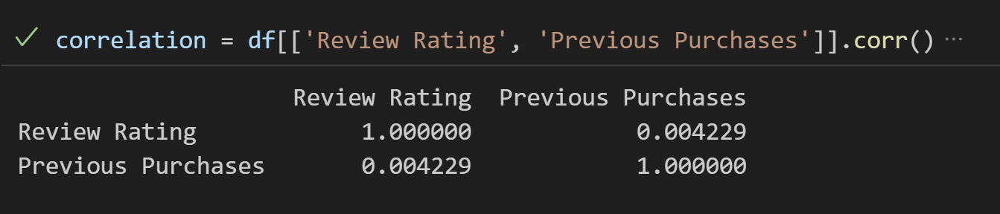 correlation = df[['Review Rating', 'Previous Purchases']].corr() ···
Review Rating  Previous Purchases
Review Rating 1.000000 0.004229
Previous Purchases 0.004229 1.000000